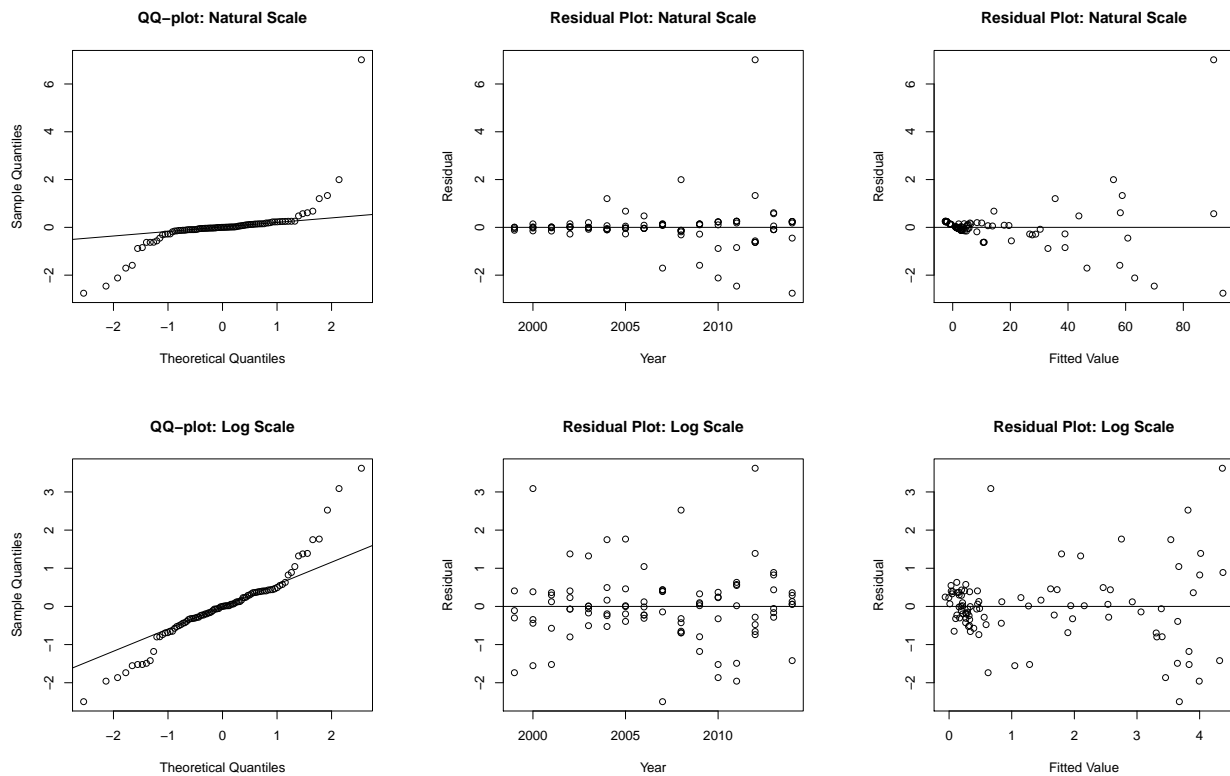 QQ−plot: Natural Scale
Sample Quantiles
−2 0 2 4 6
−2 −1 0 1 2
Theoretical Quantiles
Residual Plot: Natural Scale
Residual
−2 0 2 4 6
2000 2005 2010
Year
Residual Plot: Natural Scale
Residual
−2 0 2 4 6
0 20 40 60 80
Fitted Value
QQ−plot: Log Scale
Sample Quantiles
−2 −1 0 1 2 3
−2 −1 0 1 2
Theoretical Quantiles
Residual Plot: Log Scale
Residual
−2 −1 0 1 2 3
2000 2005 2010
Year
Residual Plot: Log Scale
Residual
−2 −1 0 1 2 3
0 1 2 3 4
Fitted Value